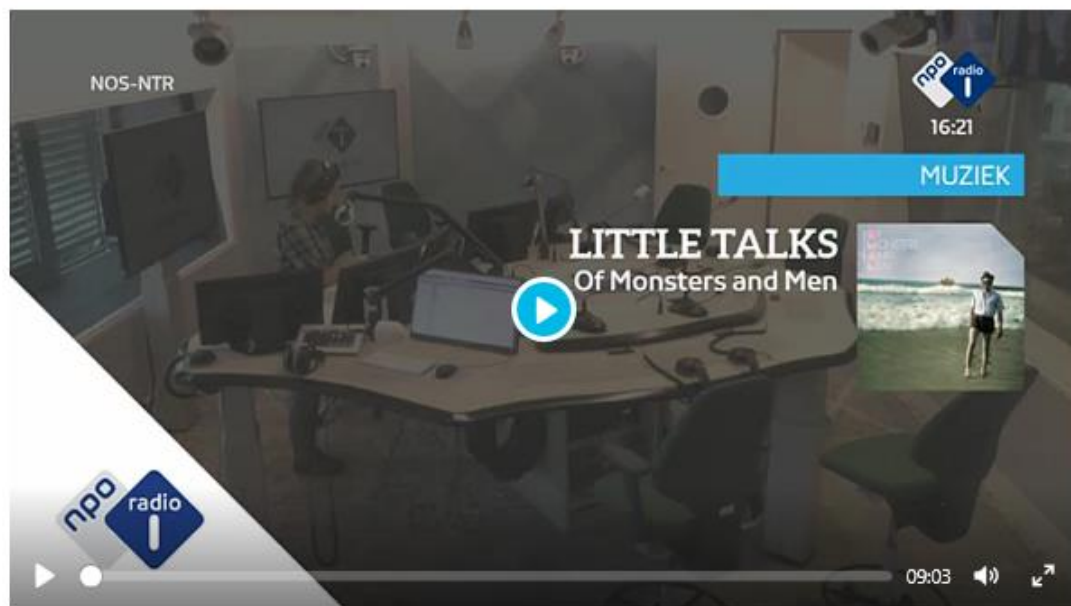 NOS-NTR
npo radio 1
16:21
MUZIEK
LITTLE TALKS
Of Monsters and Men
npo radio 1
09:03